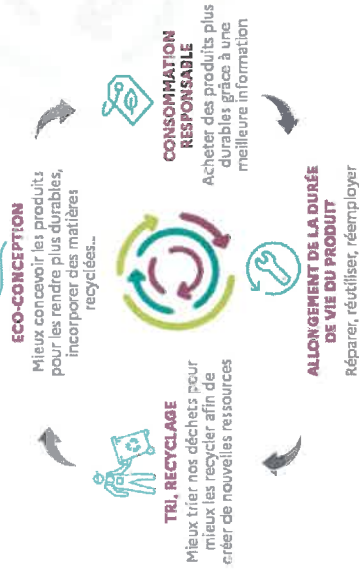 ECO-CONCEPTION
Mieux concevoir les produits
pour les rendre plus durables,
incorporer des matières
recyclées...
CONSOMMATION
RESPONSABLE
Acheter des produits plus
durables grâce à une
meilleure information
ALLONGEMENT DE LA DURÉE
DE VIE DU PRODUIT
Réparer, réutiliser, réemployer
TRI, RECYCLAGE
Mieux trier nos déchets pour
mieux les recycler afin de
créer de nouvelles ressources